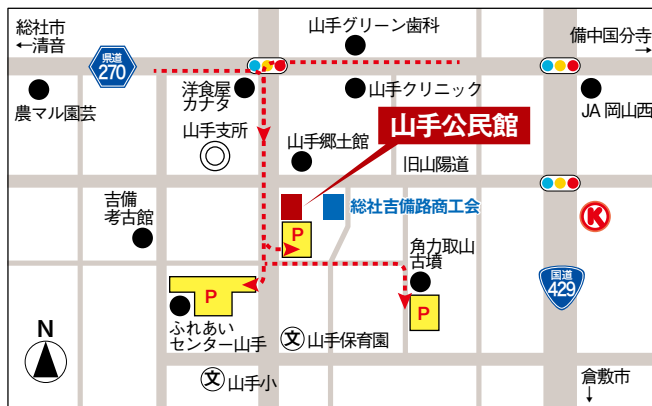 総社市
←清音
県道
270
山手グリーン歯科
備中国分寺
→
農マル園芸
洋食屋
カナタ
山手クリニック
JA 岡山西
山手支所
山手郷土館
山手公民館
旧山陽道
吉備
考古館
総社吉備路商工会
K
P
角力取山
古墳
国道
429
P
P
ふれあい
センター山手
文 山手保育園
N
文 山手小
倉敷市
↓